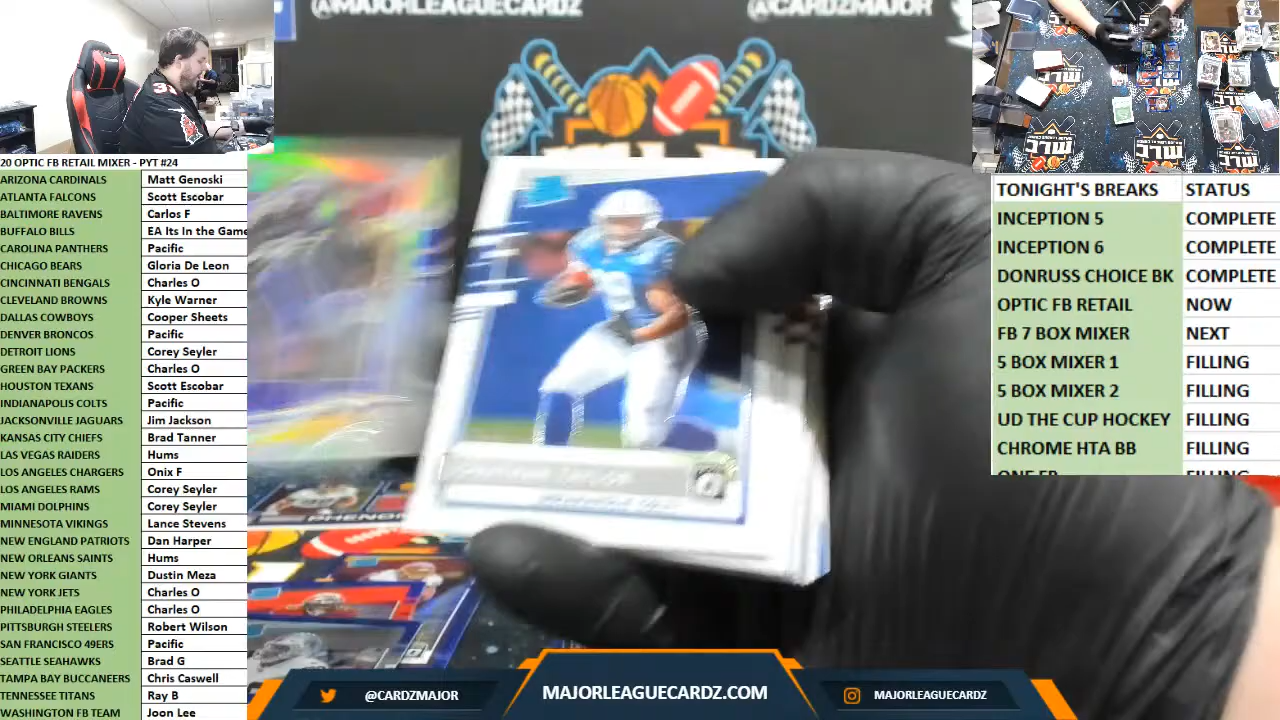 @MAJORLEAGUECARDZ
@CARDZMAJOR
20 OPTIC FB RETAIL MIXER - PYT #24
ARIZONA CARDINALS Matt Genoski
ATLANTA FALCONS Scott Escobar
BALTIMORE RAVENS Carlos F
BUFFALO BILLS EA Its In the Game
CAROLINA PANTHERS Pacific
CHICAGO BEARS Gloria De Leon
CINCINNATI BENGALS Charles O
CLEVELAND BROWNS Kyle Warner
DALLAS COWBOYS Cooper Sheets
DENVER BRONCOS Pacific
DETROIT LIONS Corey Seyler
GREEN BAY PACKERS Charles O
HOUSTON TEXANS Scott Escobar
INDIANAPOLIS COLTS Pacific
JACKSONVILLE JAGUARS Jim Jackson
KANSAS CITY CHIEFS Brad Tanner
LAS VEGAS RAIDERS Hums
LOS ANGELES CHARGERS Onix F
LOS ANGELES RAMS Corey Seyler
MIAMI DOLPHINS Corey Seyler
MINNESOTA VIKINGS Lance Stevens
NEW ENGLAND PATRIOTS Dan Harper
NEW ORLEANS SAINTS Hums
NEW YORK GIANTS Dustin Meza
NEW YORK JETS Charles O
PHILADELPHIA EAGLES Charles O
PITTSBURGH STEELERS Robert Wilson
SAN FRANCISCO 49ERS Pacific
SEATTLE SEAHAWKS Brad G
TAMPA BAY BUCCANEERS Chris Caswell
TENNESSEE TITANS Ray B
WASHINGTON FB TEAM Joon Lee
TONIGHT'S BREAKS STATUS
INCEPTION 5 COMPLETE
INCEPTION 6 COMPLETE
DONRUSS CHOICE BK COMPLETE
OPTIC FB RETAIL NOW
FB 7 BOX MIXER NEXT
5 BOX MIXER 1 FILLING
5 BOX MIXER 2 FILLING
UD THE CUP HOCKEY FILLING
CHROME HTA BB FILLING
@CARDZMAJOR
MAJORLEAGUECARDZ.COM
MAJORLEAGUECARDZ